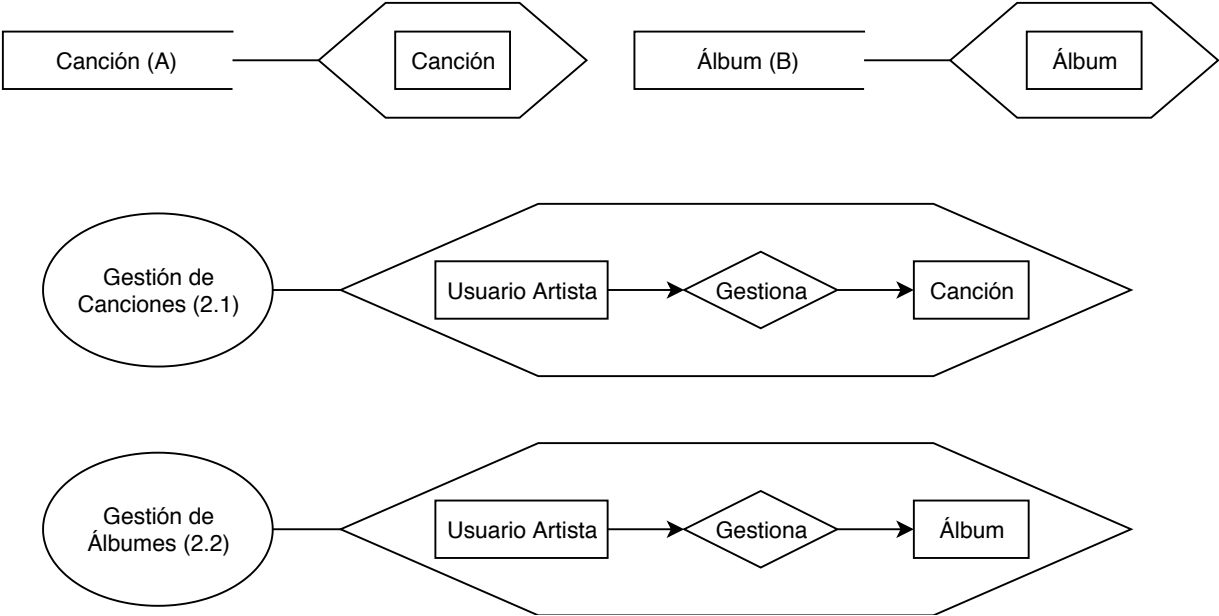 Canción (A)
Canción
Álbum (B)
Álbum
Gestión de
Canciones (2.1)
Usuario Artista
Gestiona
Canción
Gestión de
Álbumes (2.2)
Usuario Artista
Gestiona
Álbum